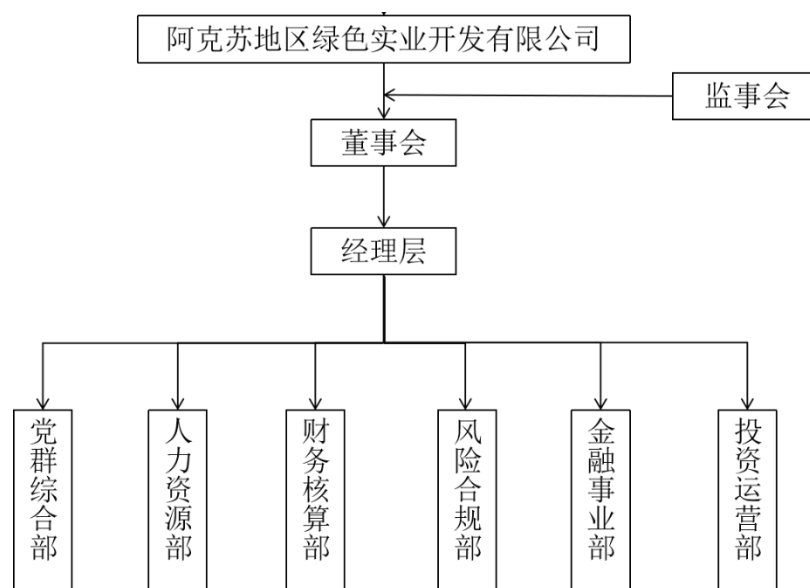 阿克苏地区绿色实业开发有限公司
监事会
董事会
经理层
党群综合部
人力资源部
财务核算部
风险合规部
金融事业部
投资运营部